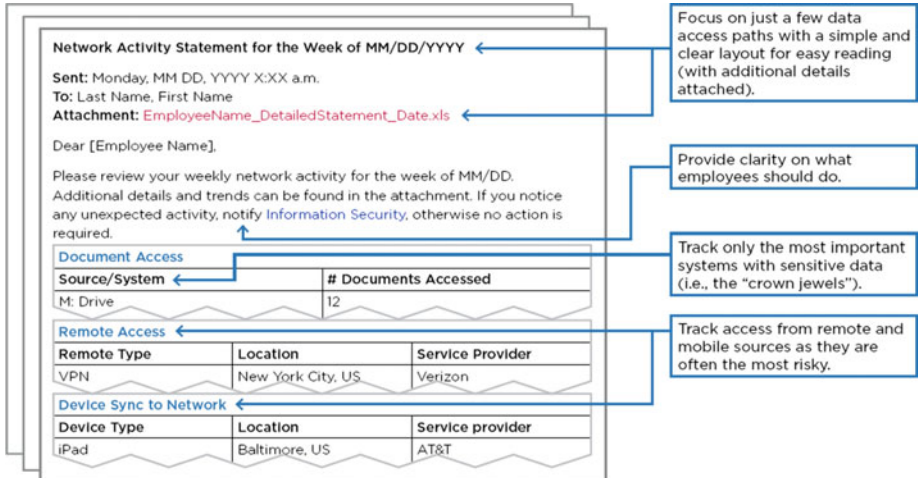 Network Activity Statement for the Week of MM/DD/YYYY
Sent: Monday, MM DD, YYYY X:XX a.m.
To: Last Name, First Name
Attachment: EmployeeName_DetailedStatement_Date.xls
Dear [Employee Name],
Please review your weekly network activity for the week of MM/DD.
Additional details and trends can be found in the attachment. If you notice
any unexpected activity, notify Information Security, otherwise no action is
required.
Document Access
Source/System # Documents Accessed
M: Drive 12
Remote Access
Remote Type Location Service Provider
VPN New York City, US Verizon
Device Sync to Network
Device Type Location Service provider
iPad Baltimore, US AT&T
Focus on just a few data
access paths with a simple and
clear layout for easy reading
(with additional details
attached).
Provide clarity on what
employees should do.
Track only the most important
systems with sensitive data
(i.e., the “crown jewels”).
Track access from remote and
mobile sources as they are
often the most risky.